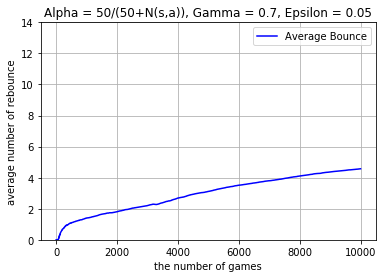 Alpha = 50/(50+N(s,a)), Gamma = 0.7, Epsilon = 0.05
Average Bounce
average number of rebounce
14
12
10
8
6
4
2
0
0 2000 4000 6000 8000 10000
the number of games